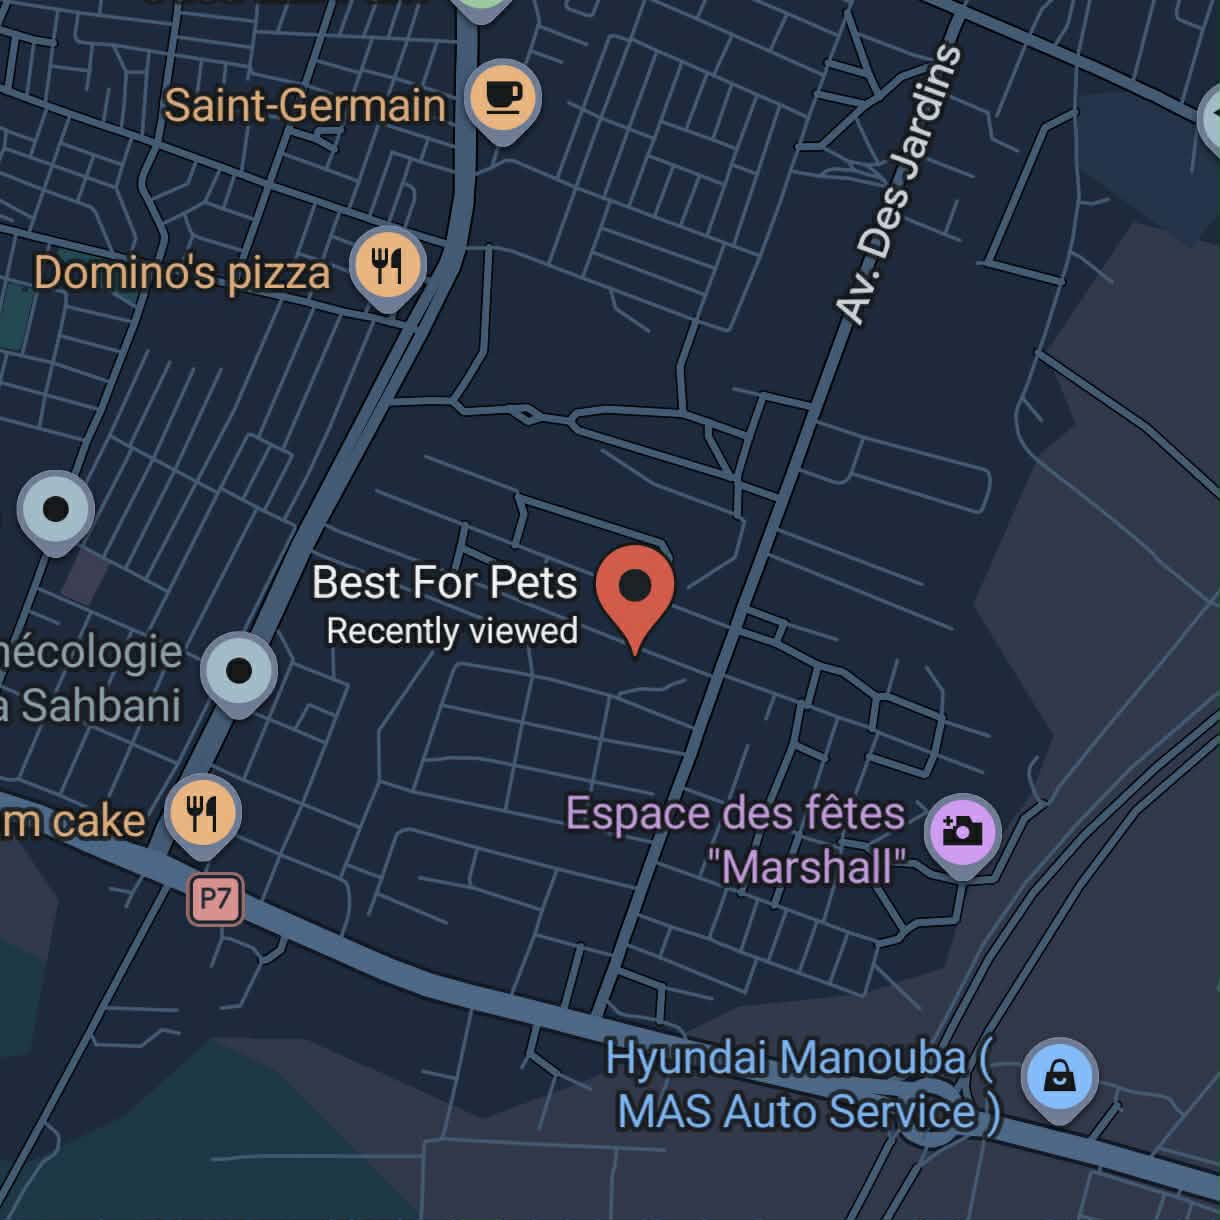 Saint-Germain
Av. Des Jardins
Domino's pizza
Best For Pets
Recently viewed
nécologie
a Sahbani
m cake
Espace des fêtes
"Marshall"
P7
Hyundai Manouba (
MAS Auto Service )